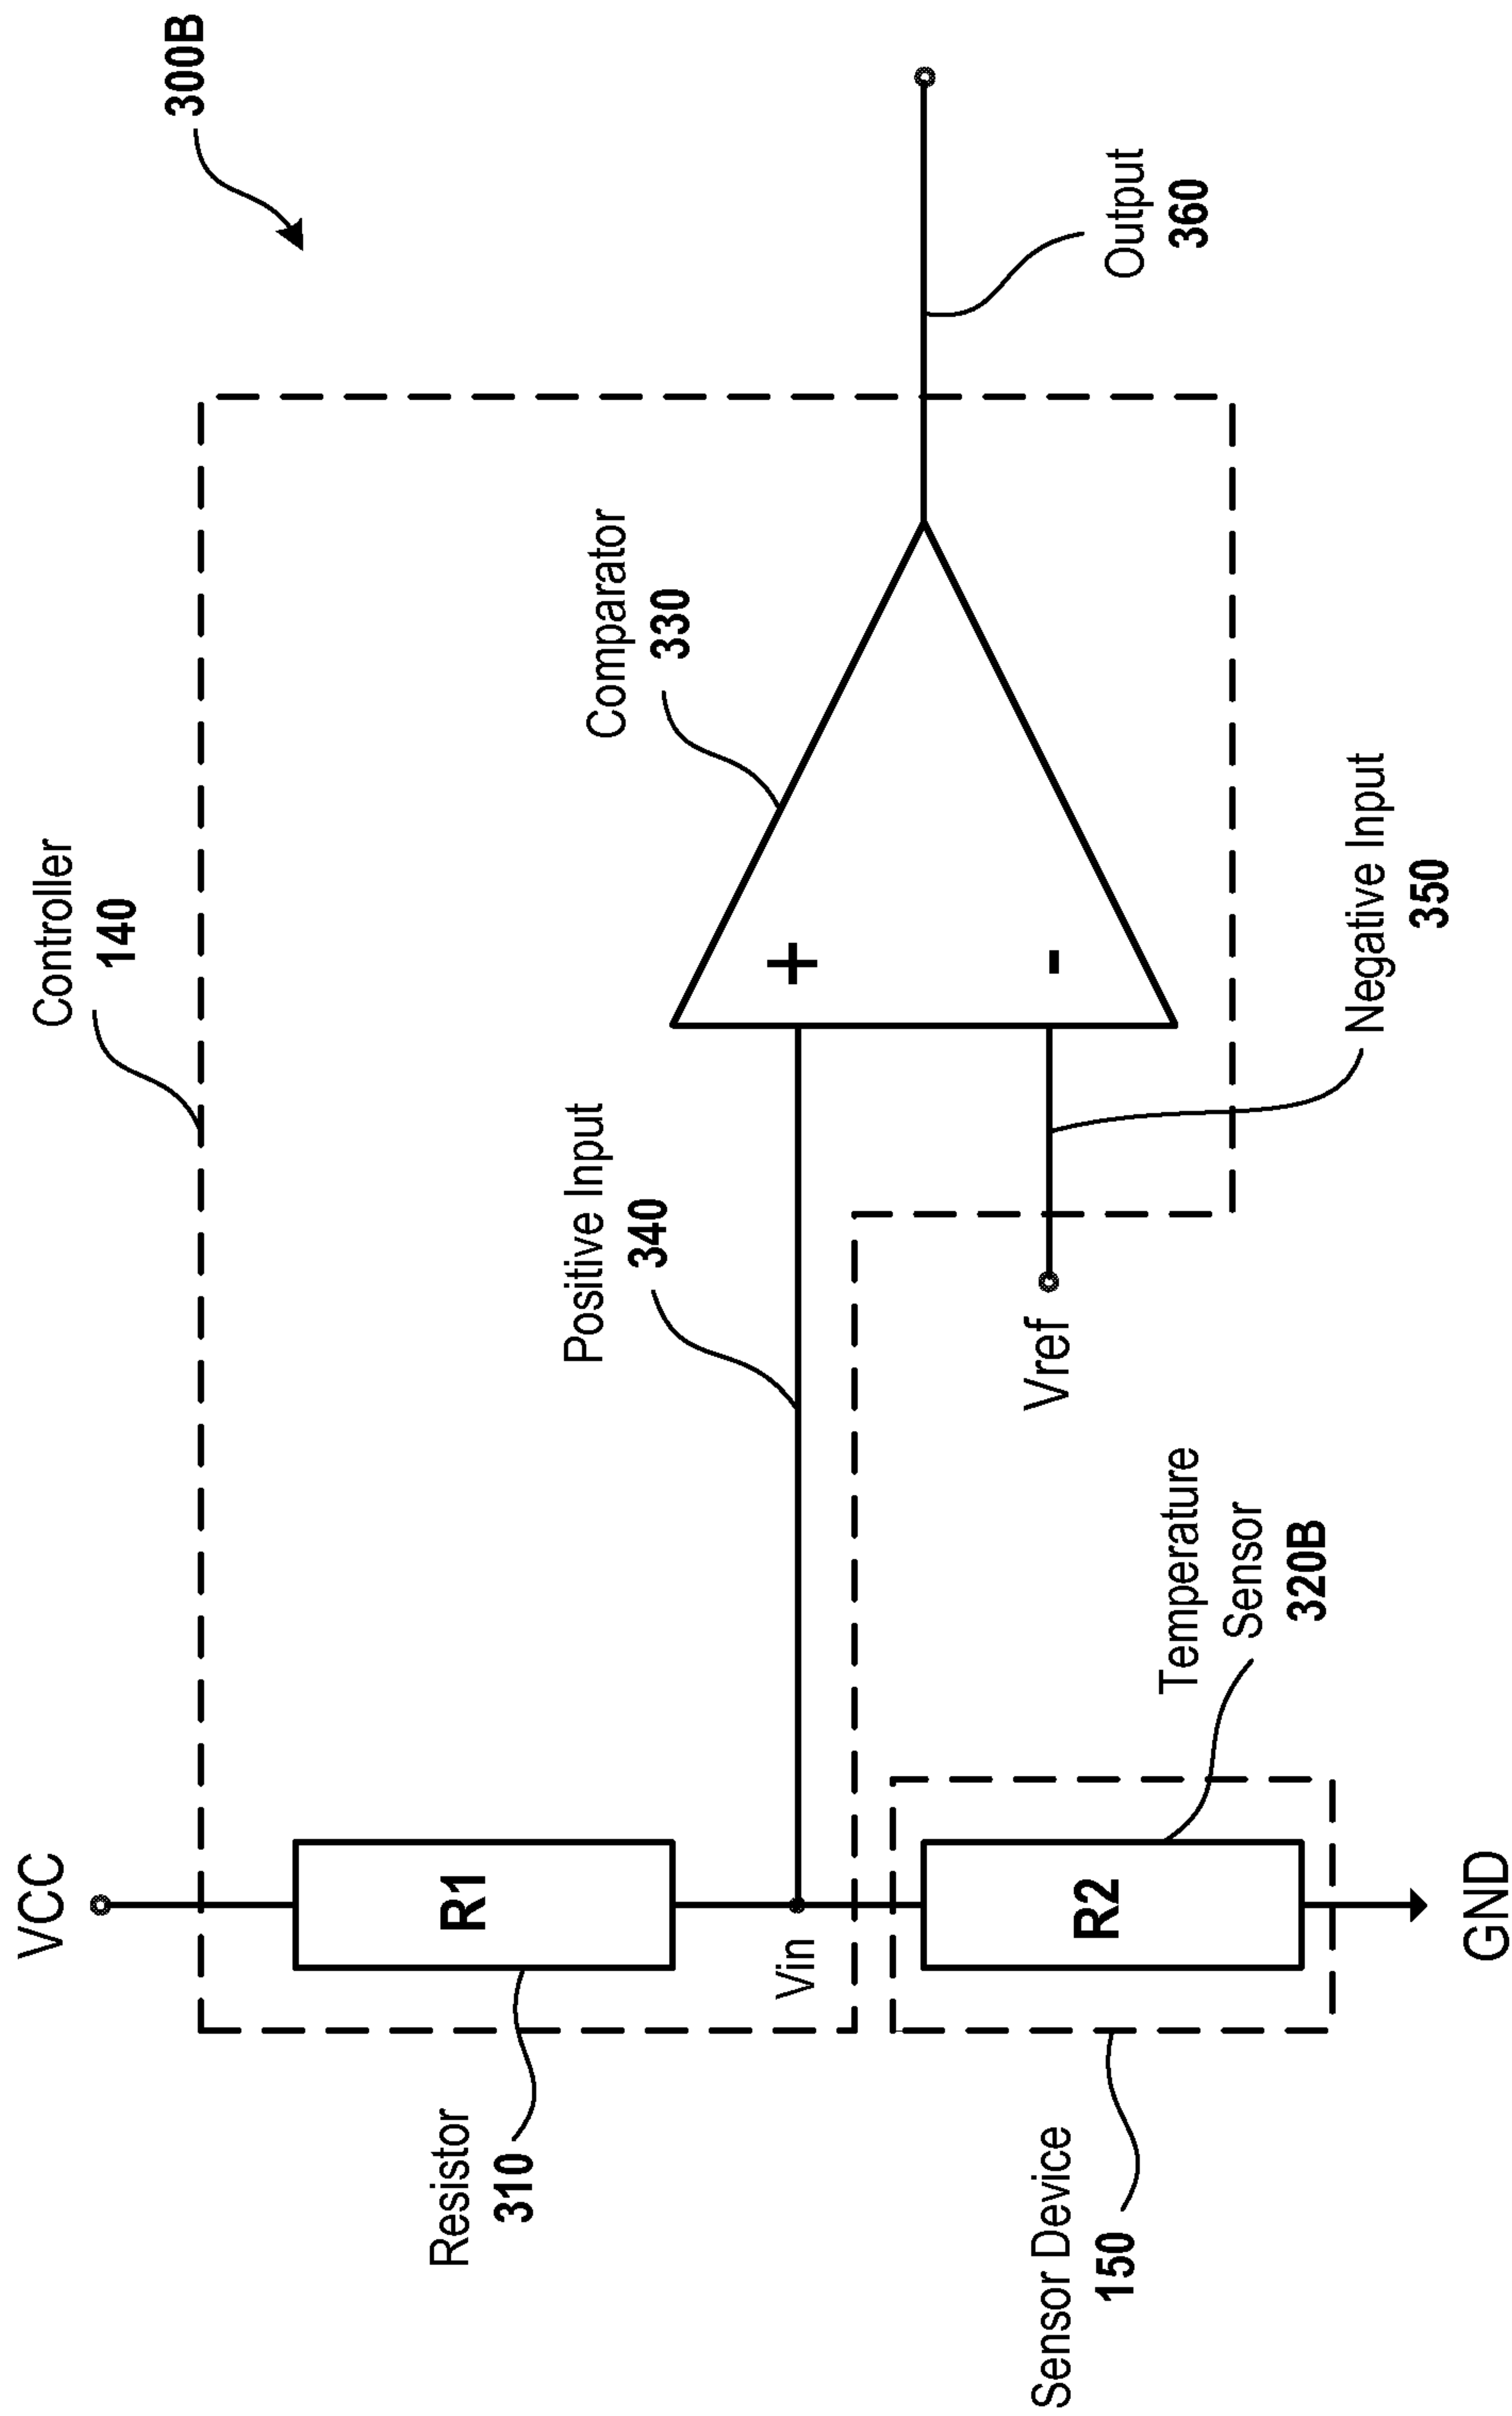 300B
Controller
140
VCC
R1
Resistor
310
Vin
Positive Input
340
Comparator
330
+
-
Output
360
Vref
Negative Input
350
R2
Temperature
Sensor
320B
Sensor Device
150
GND